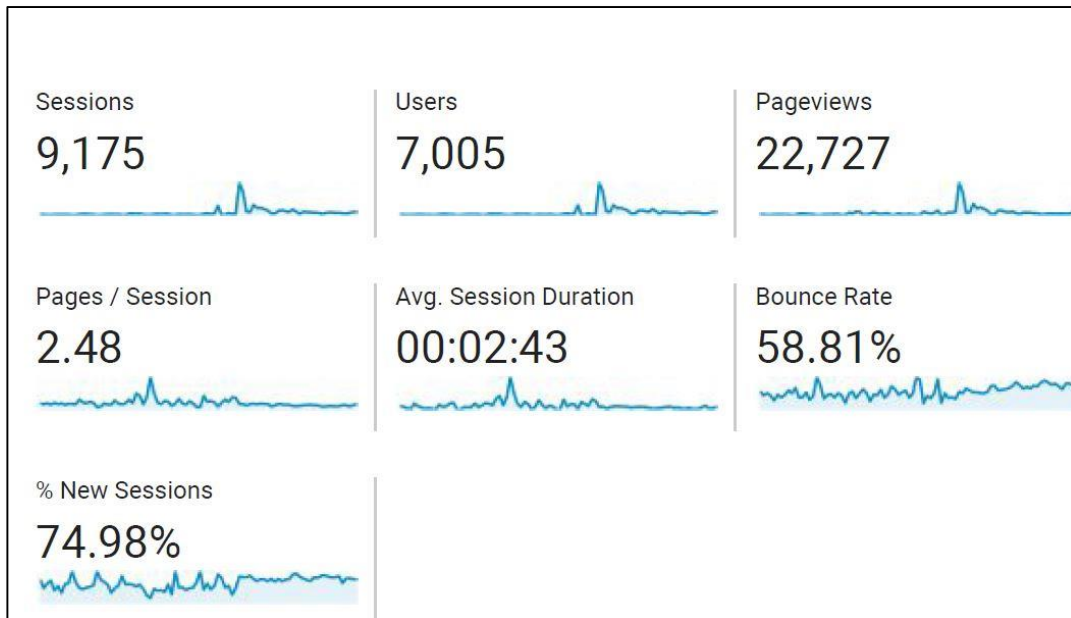 Sessions
9,175
Users
7,005
Pageviews
22,727
Pages / Session
2.48
Avg. Session Duration
00:02:43
Bounce Rate
58.81%
% New Sessions
74.98%